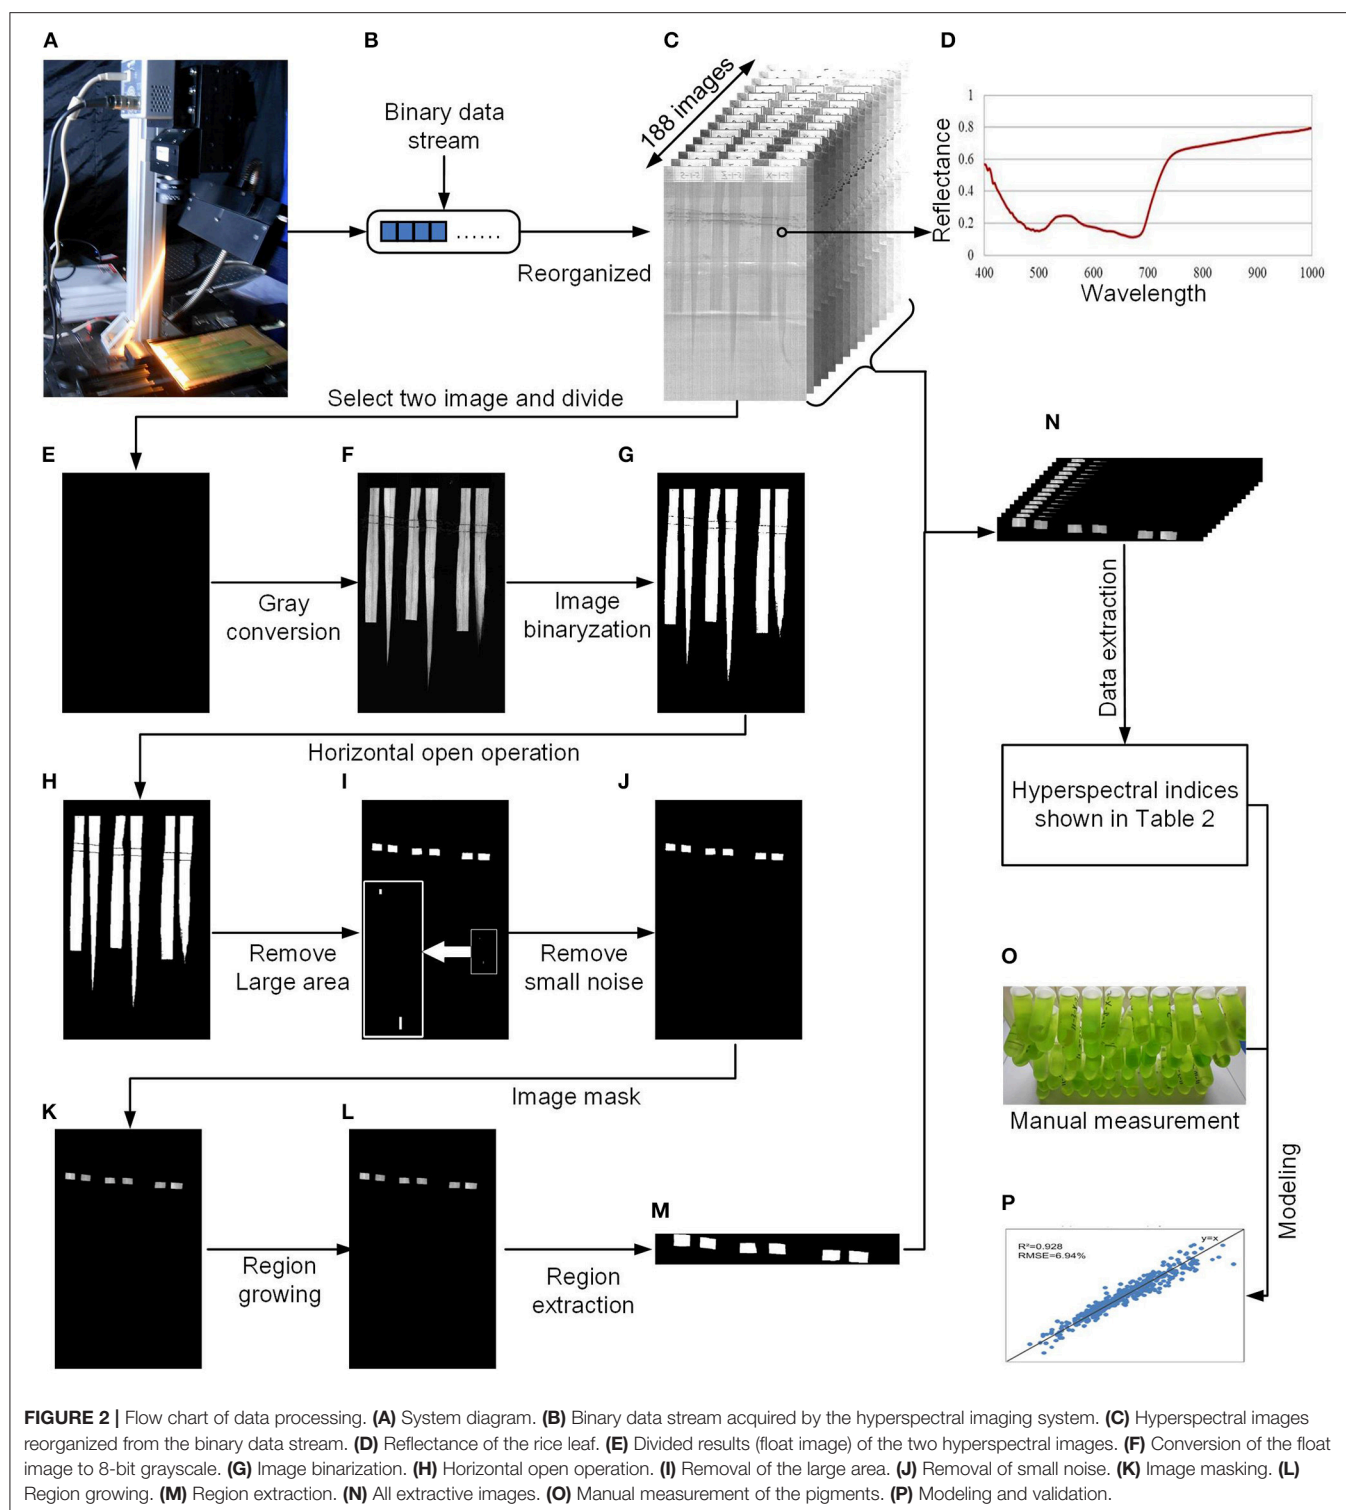 A
B
C
D
Binary data
stream
188 images
Reorganized
Reflectance
1
0.8
0.6
0.4
0.2
0
400
500
600
700
800
900
1000
Wavelength
Select two image and divide
E
F
G
N
Gray
conversion
Image
binaryzation
Data extraction
Horizontal open operation
H
I
J
Hyperspectral indices
shown in Table 2
Remove
Large area
Remove
small noise
O
Image mask
Manual measurement
K
L
Modeling
M
P
R²=0.928
RMSE=6.94%
y=x
Region
growing
Region
extraction
FIGURE 2 | Flow chart of data processing. (A) System diagram. (B) Binary data stream acquired by the hyperspectral imaging system. (C) Hyperspectral images
reorganized from the binary data stream. (D) Reflectance of the rice leaf. (E) Divided results (float image) of the two hyperspectral images. (F) Conversion of the float
image to 8-bit grayscale. (G) Image binarization. (H) Horizontal open operation. (I) Removal of the large area. (J) Removal of small noise. (K) Image masking. (L)
Region growing. (M) Region extraction. (N) All extractive images. (O) Manual measurement of the pigments. (P) Modeling and validation.